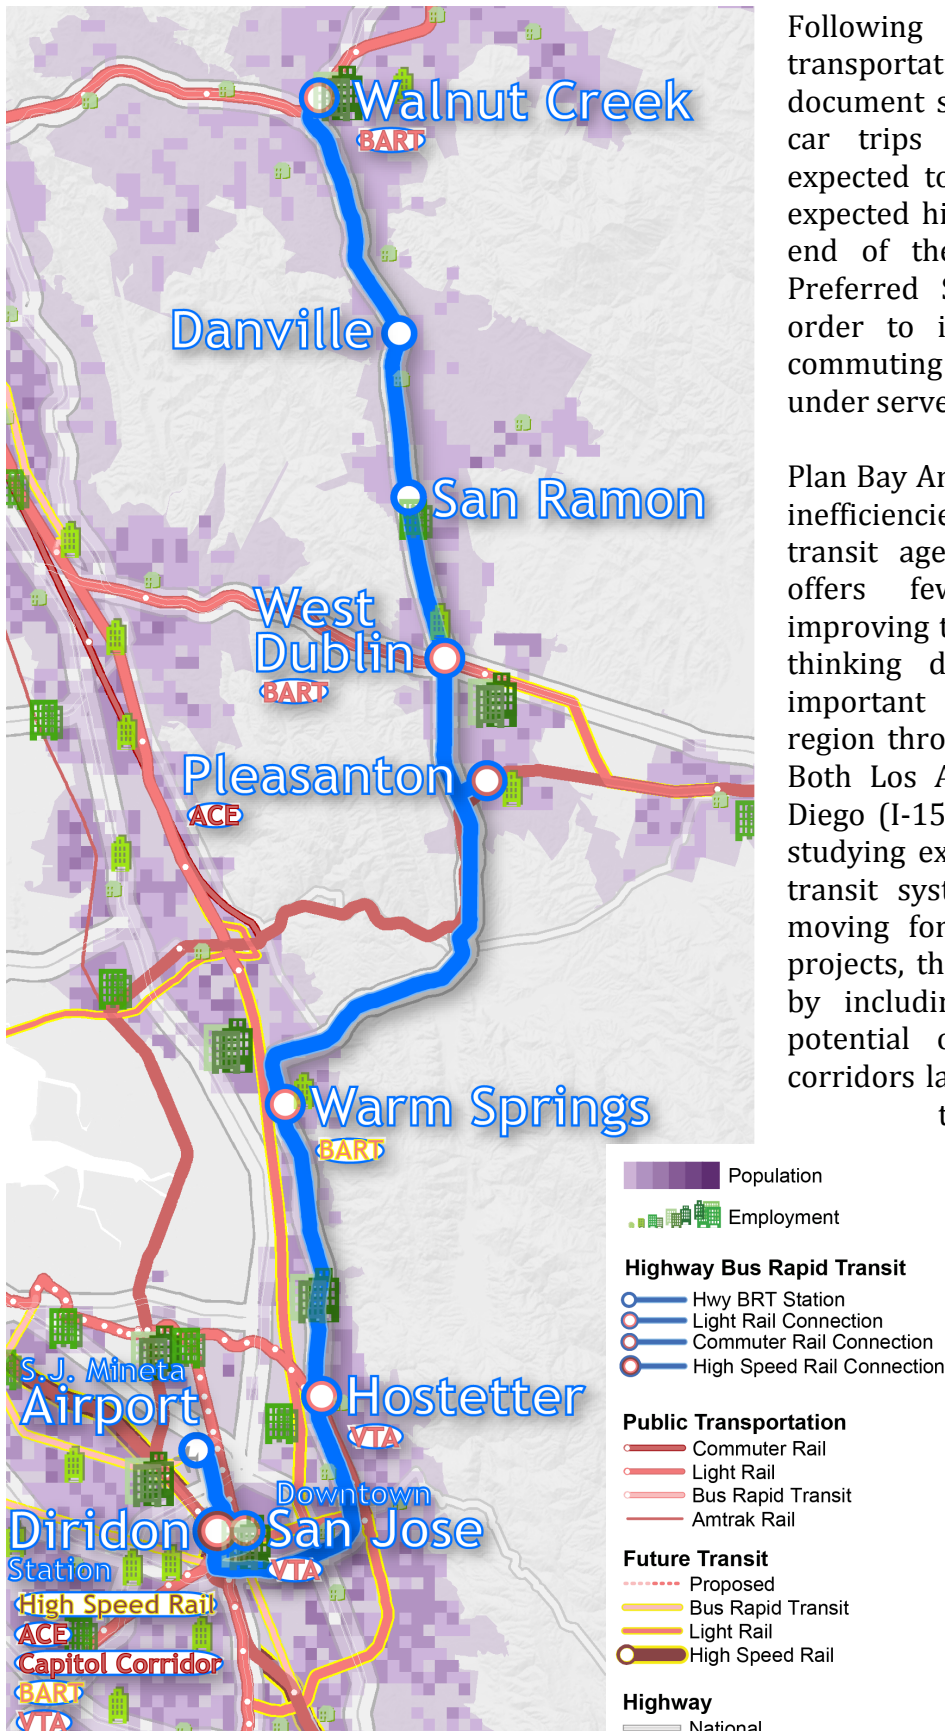 Walnut Creek
BART
Danville
San Ramon
West
Dublin
BART
Pleasanton
ACE
Warm Springs
BART
S.J. Mineta
Airport
Hostetter
VTA
Downtown
Diridon
San Jose
Station
VTA
High Speed Rail
ACE
Capitol Corridor
BART
VTA
Following
transportat
document s
car trips
expected to
expected hi
end of the
Preferred S
order to i
commuting
under serve
Plan Bay Ar
inefficiencie
transit age
offers few
improving t
thinking d
important
region thro
Both Los A
Diego (I-15
studying ex
transit syst
moving for
projects, th
by includin
potential c
corridors la
t
Population
Employment
Highway Bus Rapid Transit
Hwy BRT Station
Light Rail Connection
Commuter Rail Connection
High Speed Rail Connection
Public Transportation
Commuter Rail
Light Rail
Bus Rapid Transit
Amtrak Rail
Future Transit
Proposed
Bus Rapid Transit
Light Rail
High Speed Rail
Highway
National